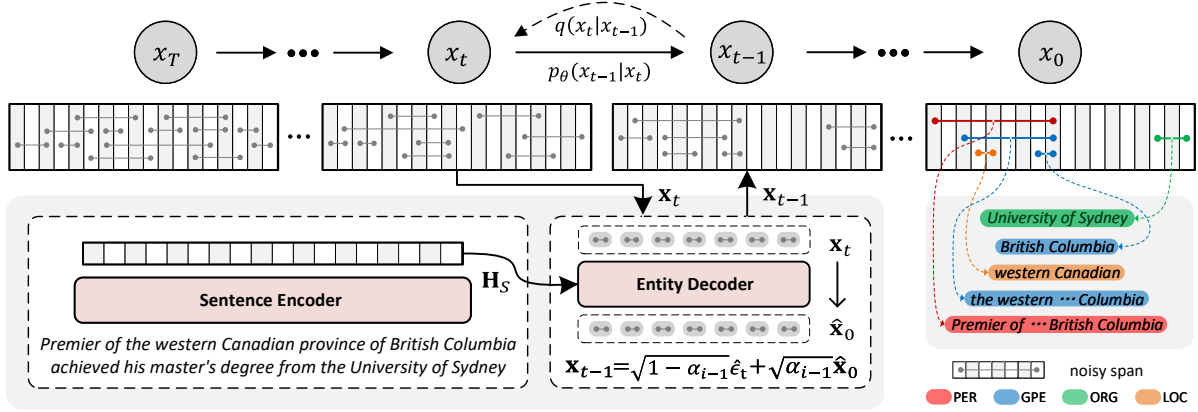 q(x_t|x_{t-1})
x_T ••• x_t x_{t-1} ••• x_0
p_θ(x_{t-1}|x_t)
••• •••
𝐱_t 𝐱_{t-1}
University of Sydney
British Columbia
western Canadian
the western ••• Columbia
Premier of ••• British Columbia
𝐱_t
Sentence Encoder
𝐇_S
Entity Decoder
𝐱̂_0
Premier of the western Canadian province of British Columbia
achieved his master's degree from the University of Sydney
𝐱_{t-1}=√(1 − α_{i-1})ϵ̂_t+√(α_{i-1})𝐱̂_0
noisy span
PER GPE ORG LOC